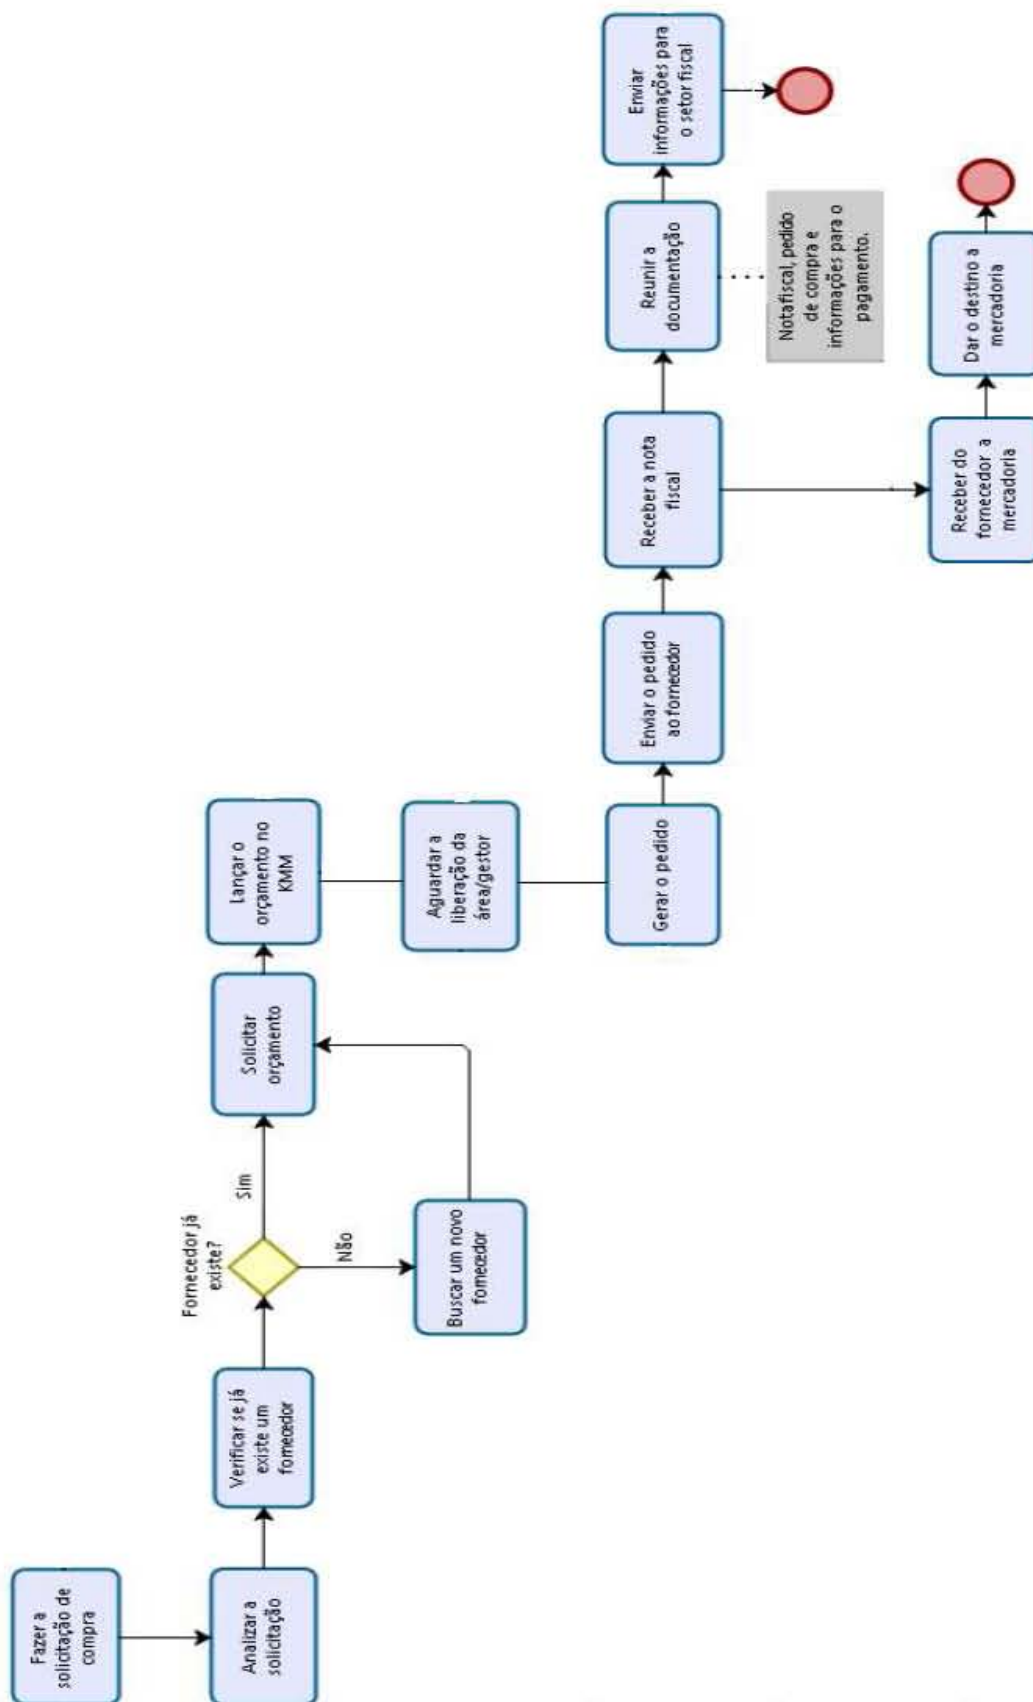 Fazer a
solicitação de
compra
Analizar a
solicitação
Verificar se já
existe um
fornecedor
Fornecedor já
existe?
Sim
Não
Buscar um novo
fornecedor
Solicitar
orçamento
Lançar o
orçamento no
KMM
Aguardar a
liberação da
área/gestor
Gerar o pedido
Enviar o pedido
ao fornecedor
Receber a nota
fiscal
Reunir a
documentação
Nota fiscal, pedido
de compra e
informações para o
pagamento.
Enviar
informações para
o setor fiscal
Receber do
fornecedor a
mercadoria
Dar o destino a
mercadoria